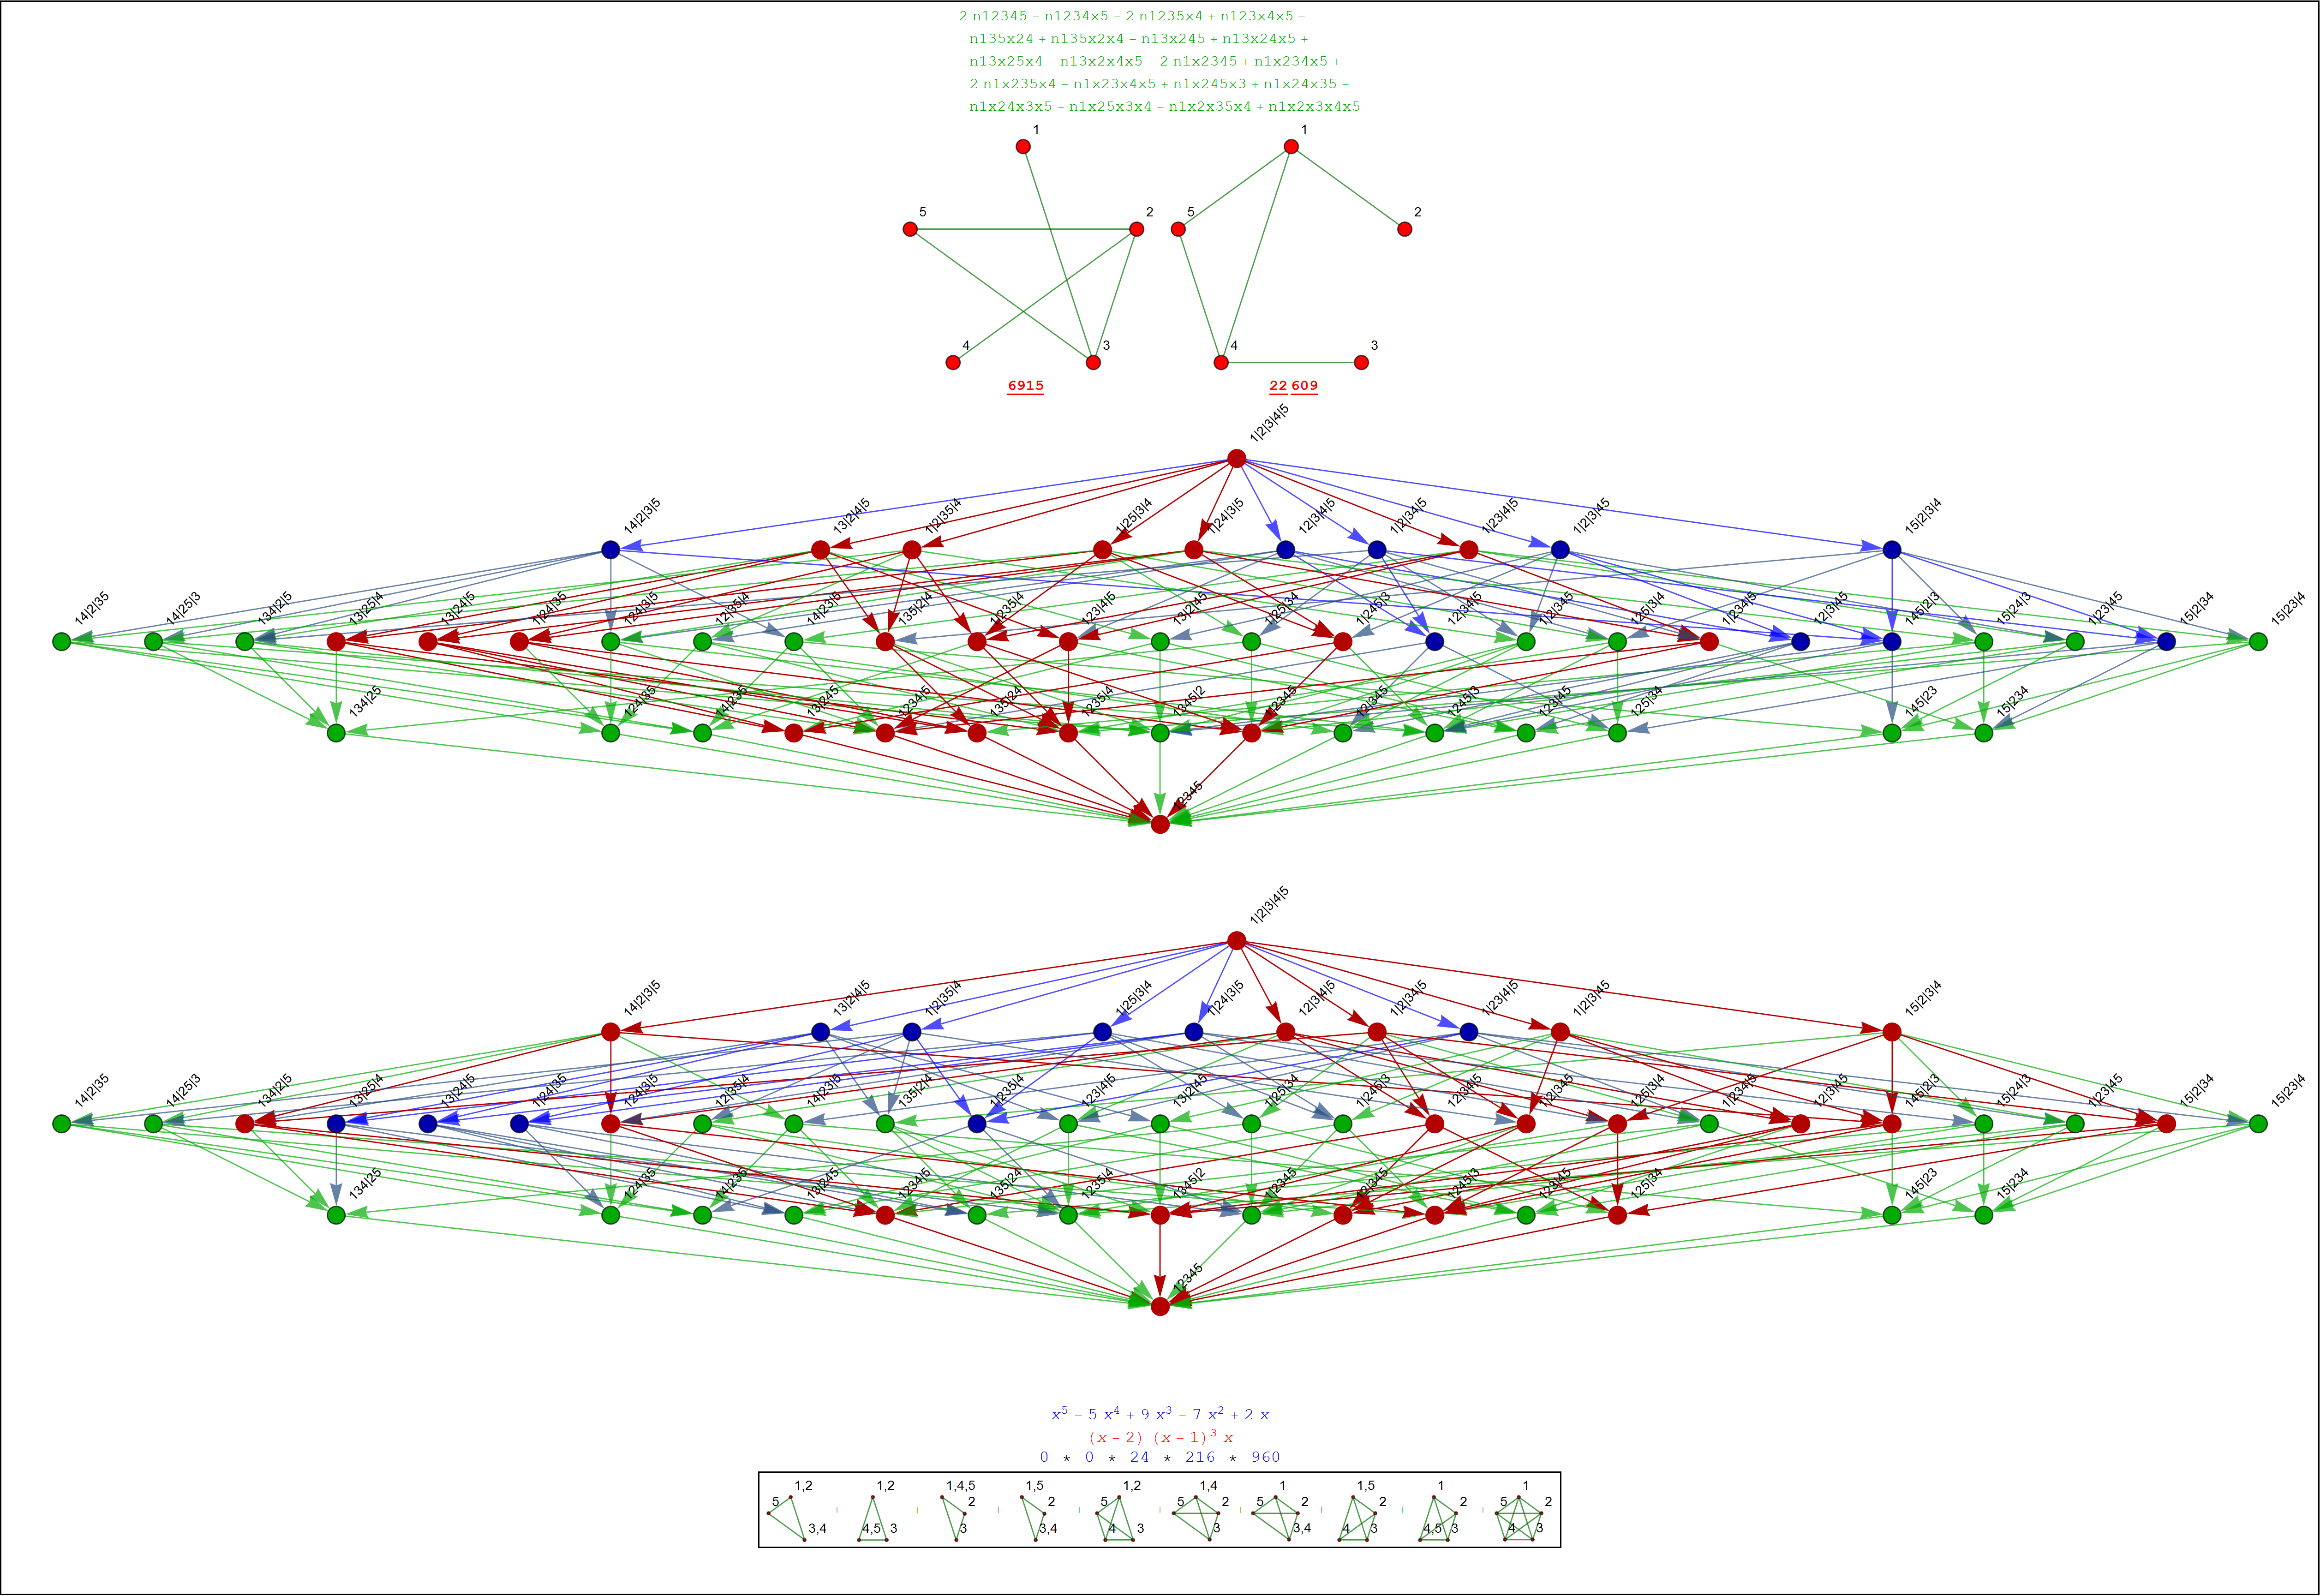 2 n12345 − n1234x5 − 2 n1235x4 + n123x4x5 −
n135x24 + n135x2x4 − n13x245 + n13x24x5 +
n13x25x4 − n13x2x4x5 − 2 n1x2345 + n1x234x5 +
2 n1x235x4 − n1x23x4x5 + n1x245x3 + n1x24x35 −
n1x24x3x5 − n1x25x3x4 − n1x2x35x4 + n1x2x3x4x5
1 1
5 2 5 2
4 3 4 3
6915 22 609
1|2|3|4|5
14|2|3|5 13|2|4|5 1|2|35|4 1|25|3|4 1|24|3|5 12|3|4|5 1|2|34|5 1|23|4|5 1|2|3|45 15|2|3|4
14|2|35 14|25|3 134|2|5 13|25|4 13|24|5 1|24|35 124|3|5 12|35|4 14|23|5 135|2|4 1|235|4 123|4|5 13|2|45 1|25|34 1|245|3 12|34|5 1|2|345 125|3|4 1|234|5 12|3|45 145|2|3 15|24|3 1|23|45 15|2|34 15|23|4
134|25 124|35 14|235 13|245 1234|5 135|24 1235|4 1345|2 1|2345 12|345 1245|3 123|45 125|34 145|23 15|234
12345
1|2|3|4|5
14|2|3|5 13|2|4|5 1|2|35|4 1|25|3|4 1|24|3|5 12|3|4|5 1|2|34|5 1|23|4|5 1|2|3|45 15|2|3|4
14|2|35 14|25|3 134|2|5 13|25|4 13|24|5 1|24|35 124|3|5 12|35|4 14|23|5 135|2|4 1|235|4 123|4|5 13|2|45 1|25|34 1|245|3 12|34|5 1|2|345 125|3|4 1|234|5 12|3|45 145|2|3 15|24|3 1|23|45 15|2|34 15|23|4
134|25 124|35 14|235 13|245 1234|5 135|24 1235|4 1345|2 1|2345 12|345 1245|3 123|45 125|34 145|23 15|234
12345
x⁵ − 5 x⁴ + 9 x³ − 7 x² + 2 x
(x − 2) (x − 1)³ x
0 * 0 * 24 * 216 * 960
1,2 1,2 1,4,5 1,5 1,2 1,4 1 1,5 1 1
5 2 2 5 5 2 5 2 2 2 5 2
+ + + + + + + + +
3,4 4,5 3 3 3,4 4 3 3 3,4 4 3 4,5 3 4 3